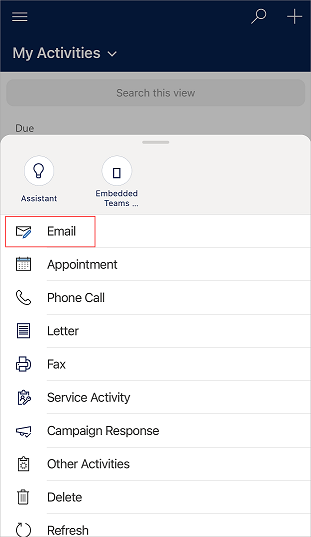 My Activities
Search this view
Due
Assistant
Embedded
Teams ...
Email
Appointment
Phone Call
Letter
Fax
Service Activity
Campaign Response
Other Activities
Delete
Refresh